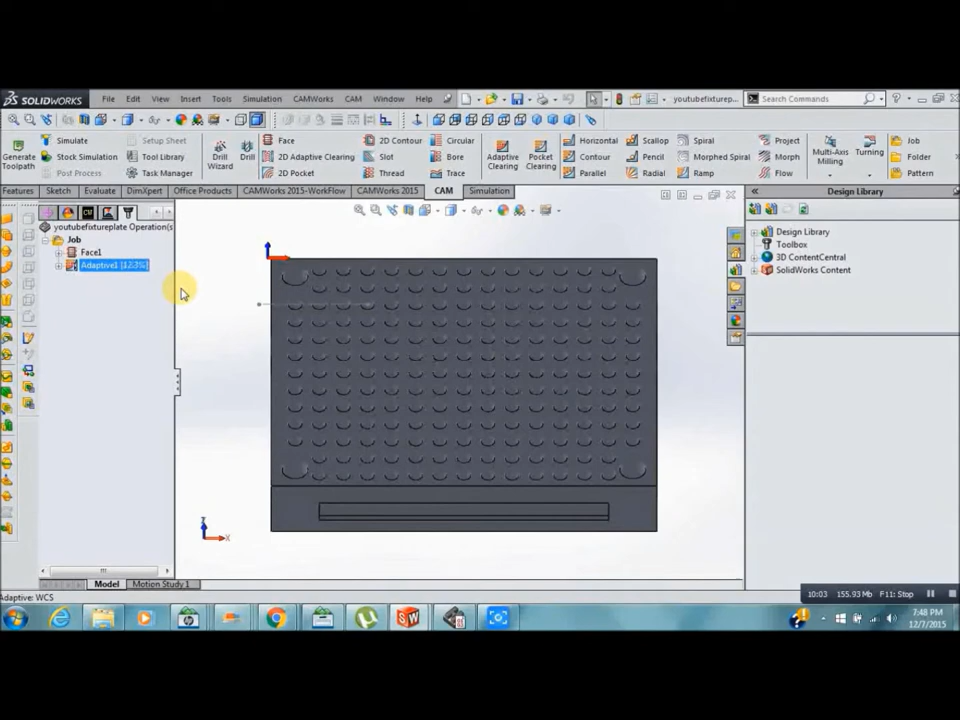 SOLIDWORKS File Edit View Insert Tools Simulation CAMWorks CAM Window Help youtubefixturep... Search Commands
Generate Toolpath
Simulate
Stock Simulation
Post Process
Setup Sheet
Tool Library
Task Manager
Drill Wizard
Drill
Face
2D Adaptive Clearing
2D Pocket
2D Contour
Slot
Thread
Circular
Bore
Trace
Adaptive Clearing
Pocket Clearing
Horizontal
Contour
Parallel
Scallop
Pencil
Radial
Spiral
Morphed Spiral
Project
Morph
Flow
Multi-Axis Milling
Turning
Job
Folder
Pattern
Features Sketch Evaluate DimXpert Office Products CAMWorks 2015-WorkFlow CAMWorks 2015 CAM Simulation
Design Library
youtubefixtureplate Operation(s
Job
Face1
Adaptive1 [12.3%]
Design Library
Toolbox
3D ContentCentral
SolidWorks Content
Z
X
Model Motion Study 1
Adaptive: WCS
10:03 155.93 Mb F11: Stop
7:48 PM
12/7/2015